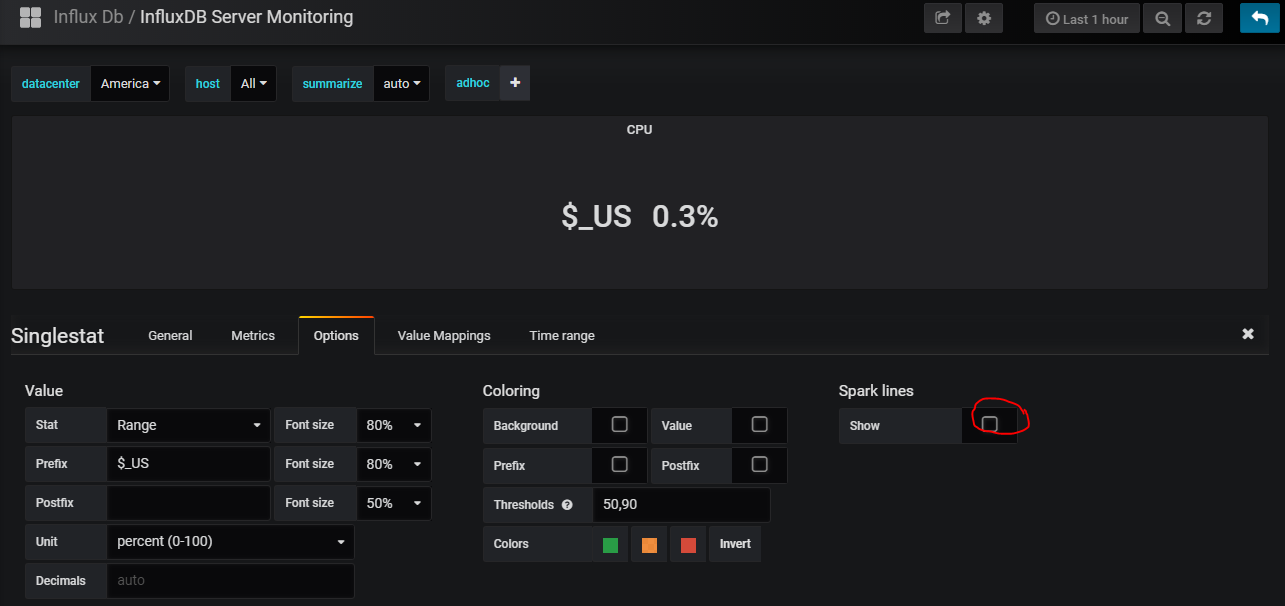 Influx Db / InfluxDB Server Monitoring
Last 1 hour
datacenter America host All summarize auto adhoc +
CPU
$_US 0.3%
Singlestat General Metrics Options Value Mappings Time range
Value Coloring Spark lines
Stat Range Font size 80% Background Value Show
Prefix $_US Font size 80% Prefix Postfix
Postfix Font size 50% Thresholds ? 50,90
Unit percent (0-100) Colors Invert
Decimals auto